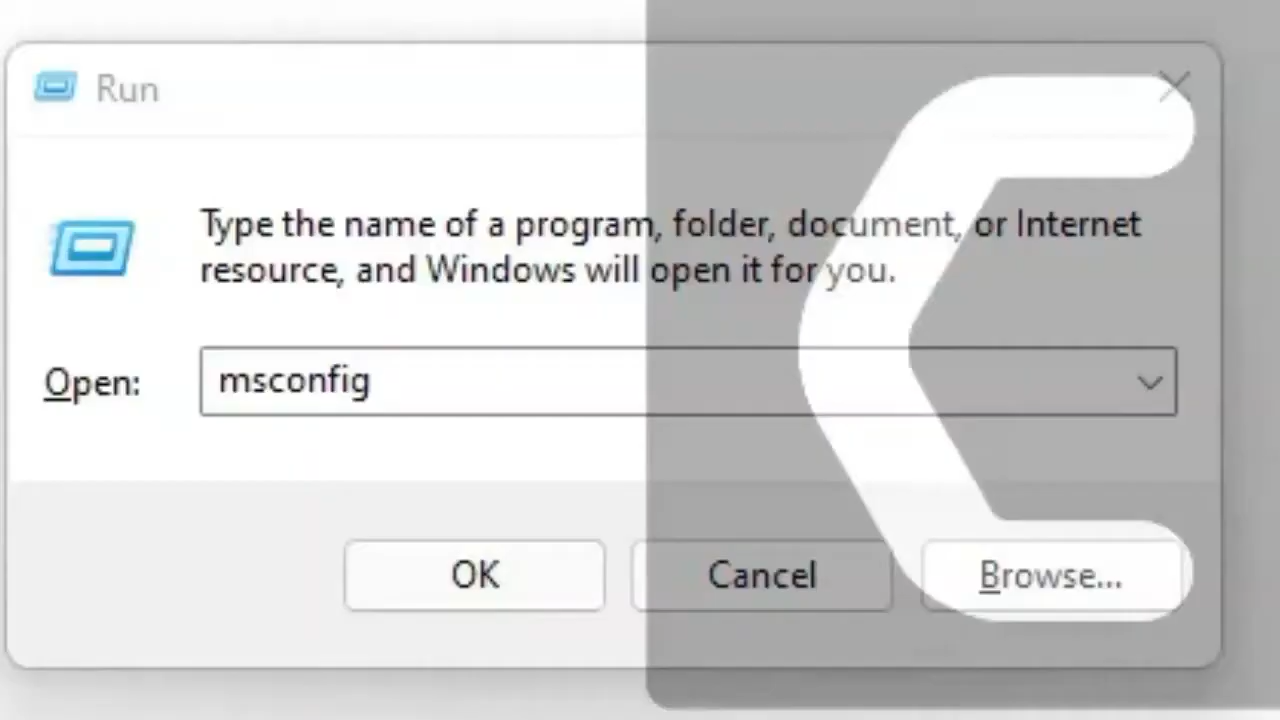 Run
Type the name of a program, folder, document, or Internet
resource, and Windows will open it for you.
Open:
msconfig
OK
Cancel
Browse...